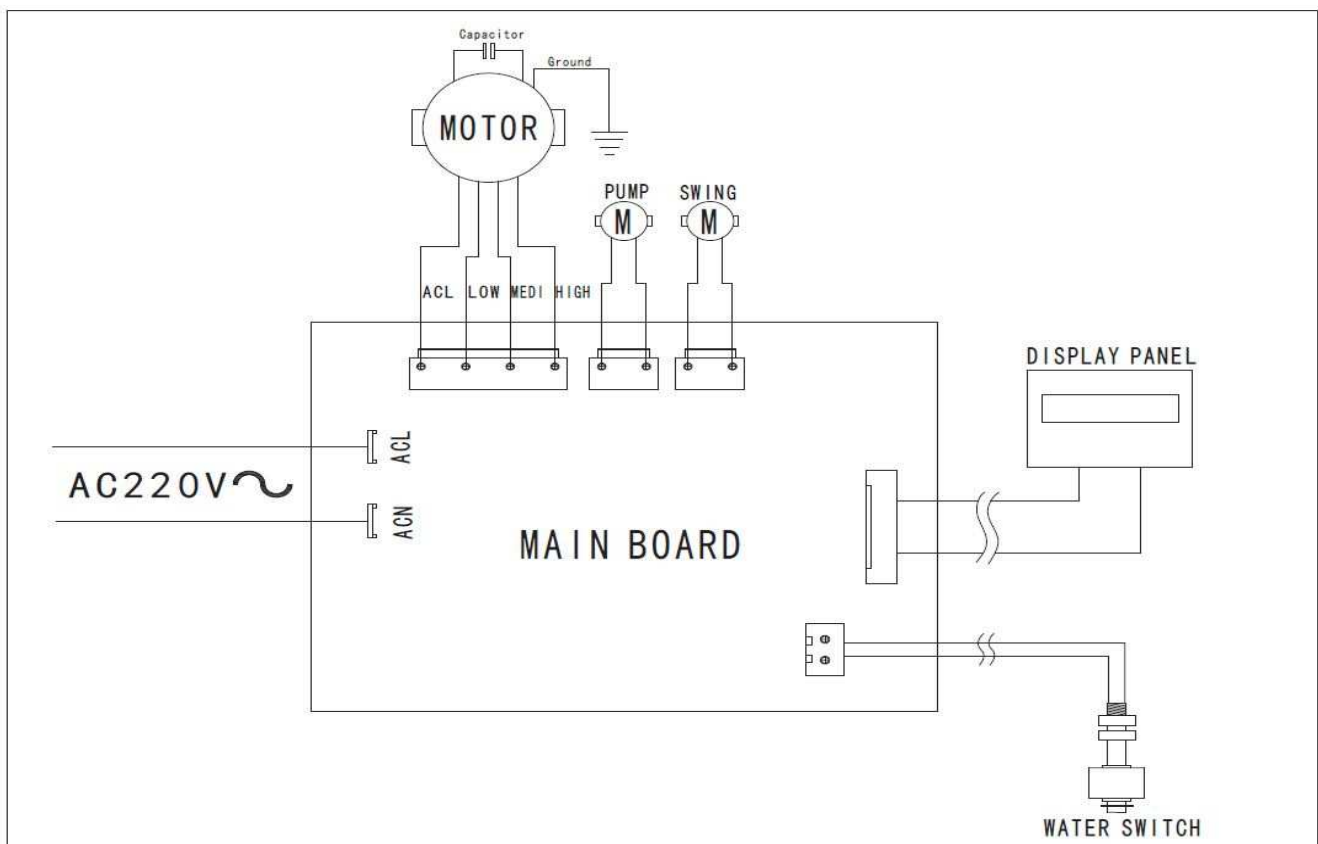 Capacitor
Ground
MOTOR
PUMP
SWING
M
M
ACL
LOW
MEDI
HIGH
DISPLAY PANEL
ACL
AC220V
ACN
MAIN BOARD
WATER SWITCH